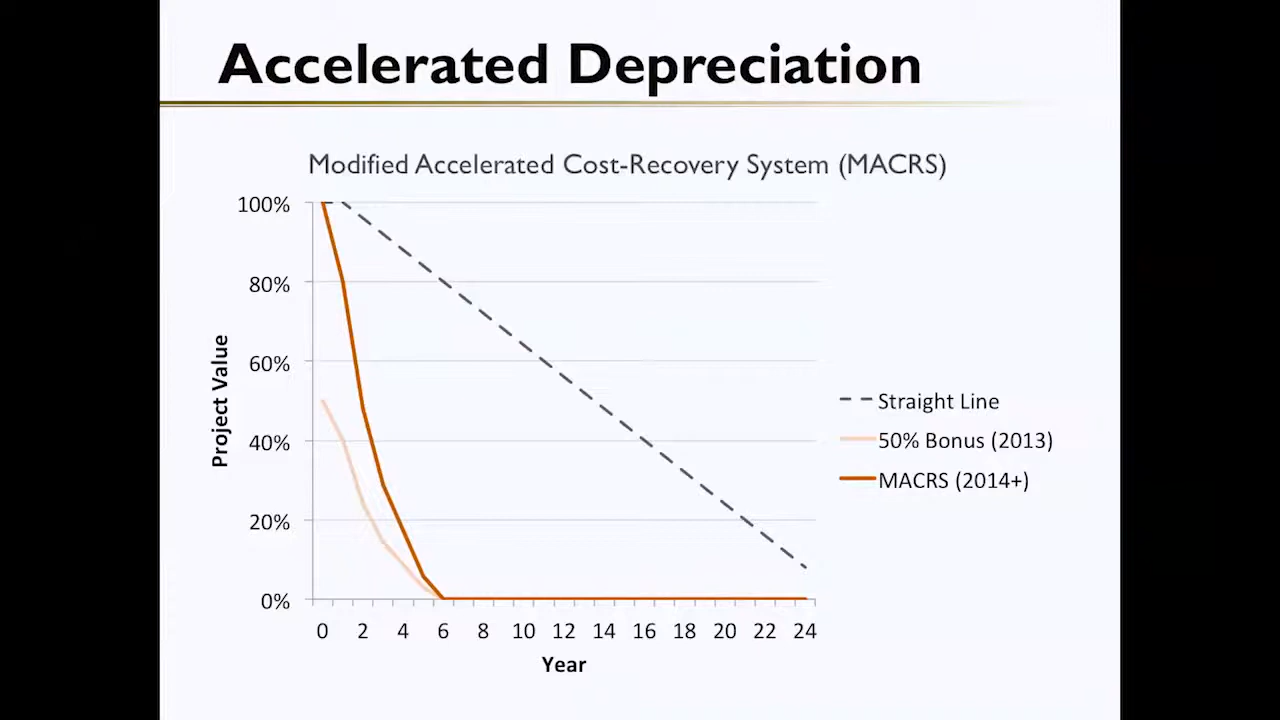 Accelerated Depreciation
Modified Accelerated Cost-Recovery System (MACRS)
100%
80%
60%
40%
20%
0%
Project Value
0 2 4 6 8 10 12 14 16 18 20 22 24
Year
Straight Line
50% Bonus (2013)
MACRS (2014+)